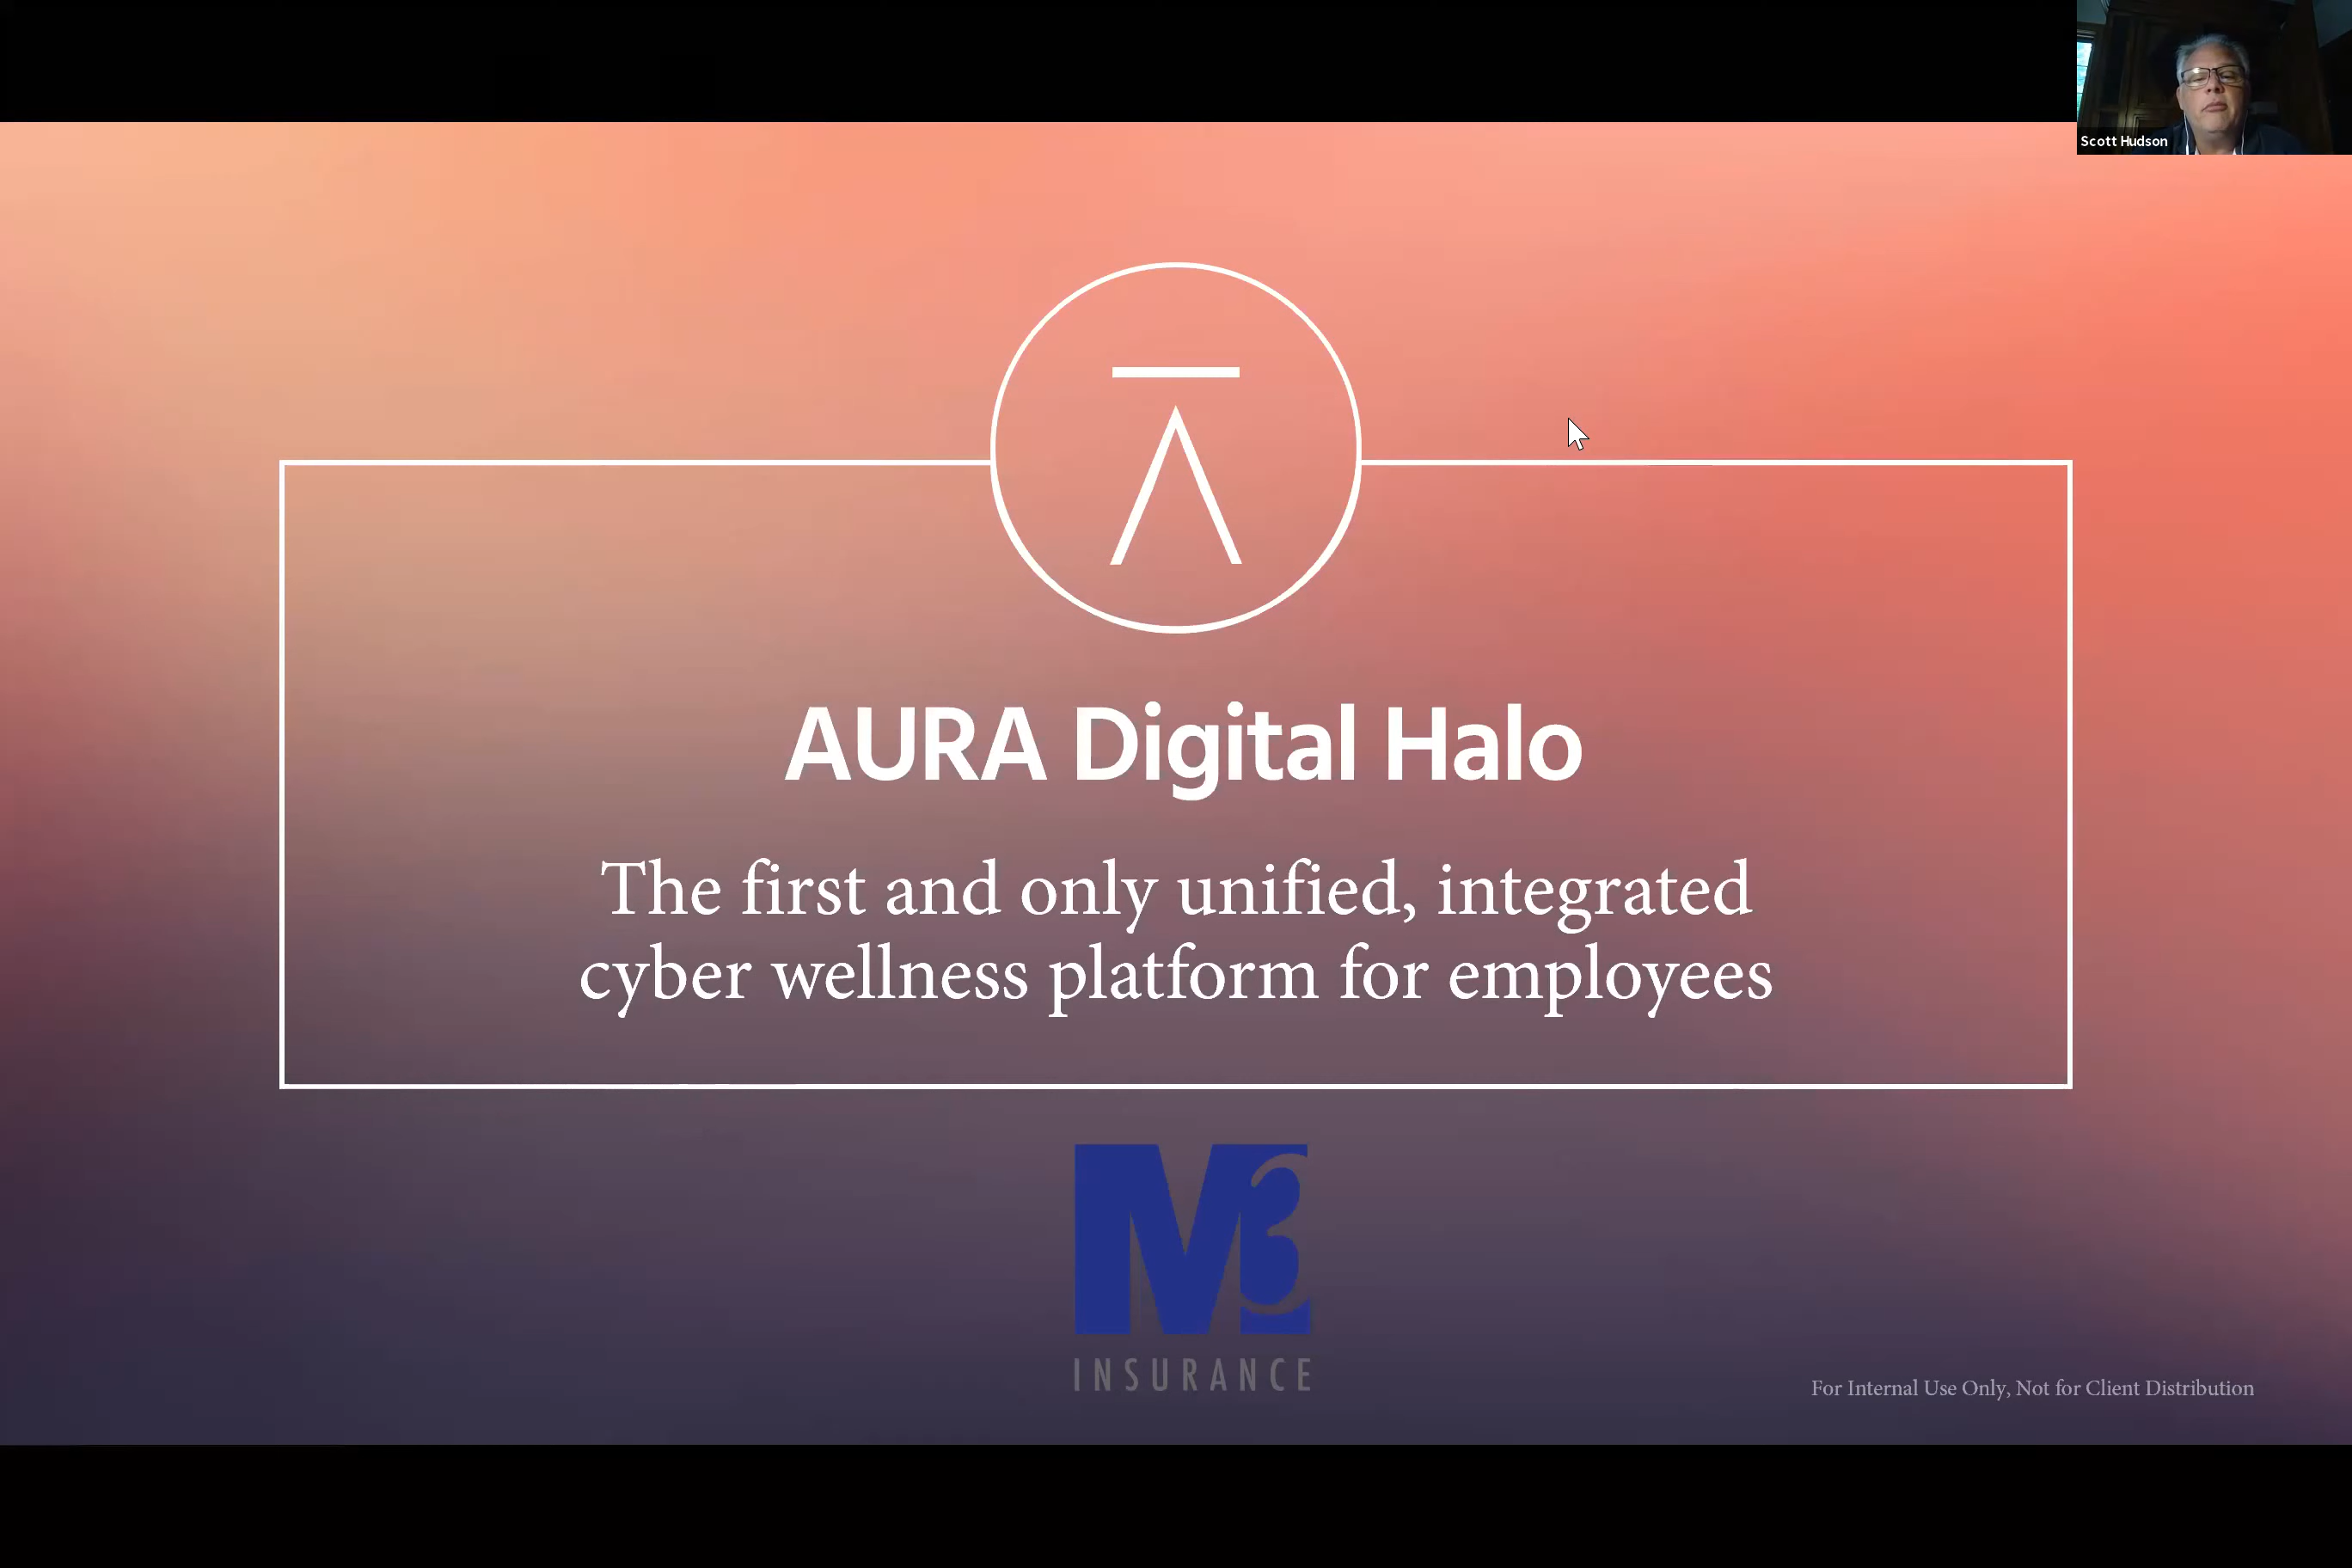 Scott Hudson
AURA Digital Halo
The first and only unified, integrated
cyber wellness platform for employees
M3
INSURANCE
For Internal Use Only, Not for Client Distribution